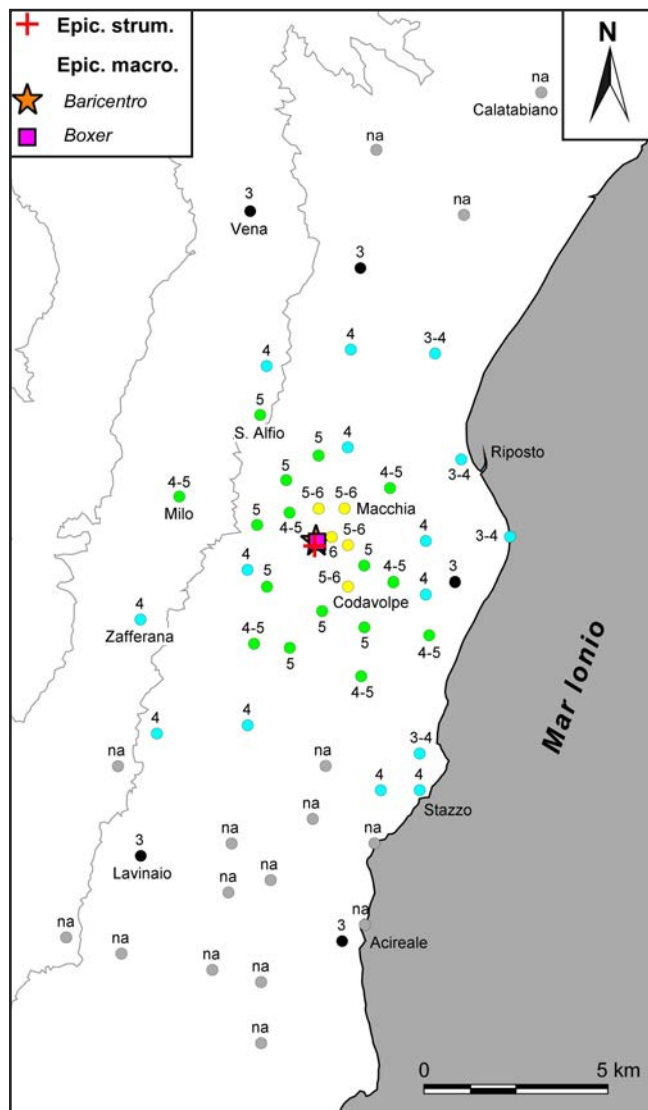 Epic. strum.
Epic. macro.
Baricentro
Boxer
N
na
Calatabiano
na
na
3
Vena
3
4
4
3-4
5
S. Alfio
5
4
Riposto
3-4
5
4-5
4-5
Milo
5-6
5-6
Macchia
5
4-5
5-6
6
4
3-4
4
5
5
4-5
3
4
5-6
Codavolpe
4
Zafferana
5
5
4-5
4-5
5
4-5
Mar Ionio
4
4
3-4
na
na
4
4
Stazzo
na
na
na
3
Lavinaio
na
na
na
3
Acireale
na
na
na
na
na
0
5 km